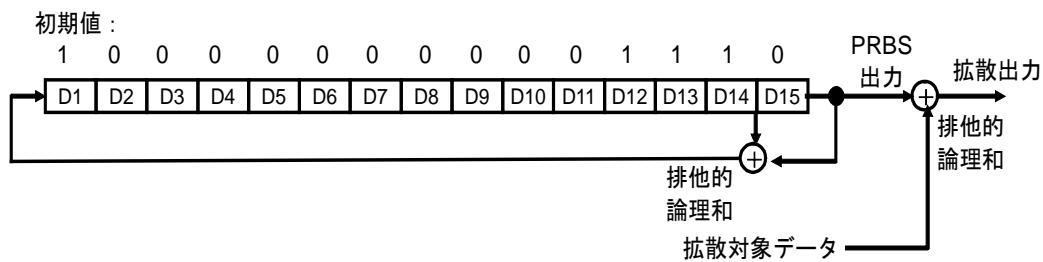 初期値：
1 0 0 0 0 0 0 0 0 0 0 1 1 1 0
D1 D2 D3 D4 D5 D6 D7 D8 D9 D10 D11 D12 D13 D14 D15
PRBS
出力
拡散出力
排他的
論理和
排他的
論理和
拡散対象データ